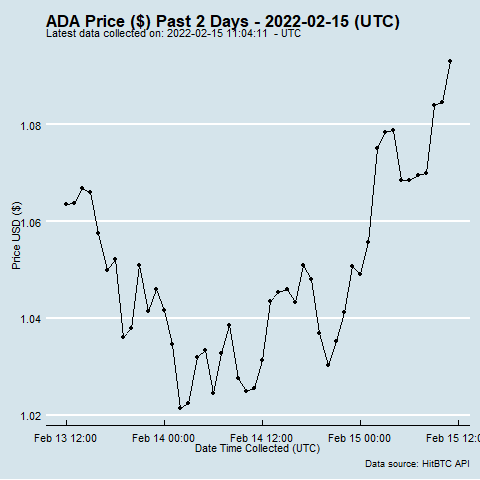 ADA Price ($) Past 2 Days - 2022-02-15 (UTC)
Latest data collected on: 2022-02-15 11:04:11 - UTC
1.08
1.06
1.04
1.02
Price USD ($)
Feb 13 12:00 Feb 14 00:00 Feb 14 12:00 Feb 15 00:00 Feb 15 12:00
Date Time Collected (UTC)
Data source: HitBTC API